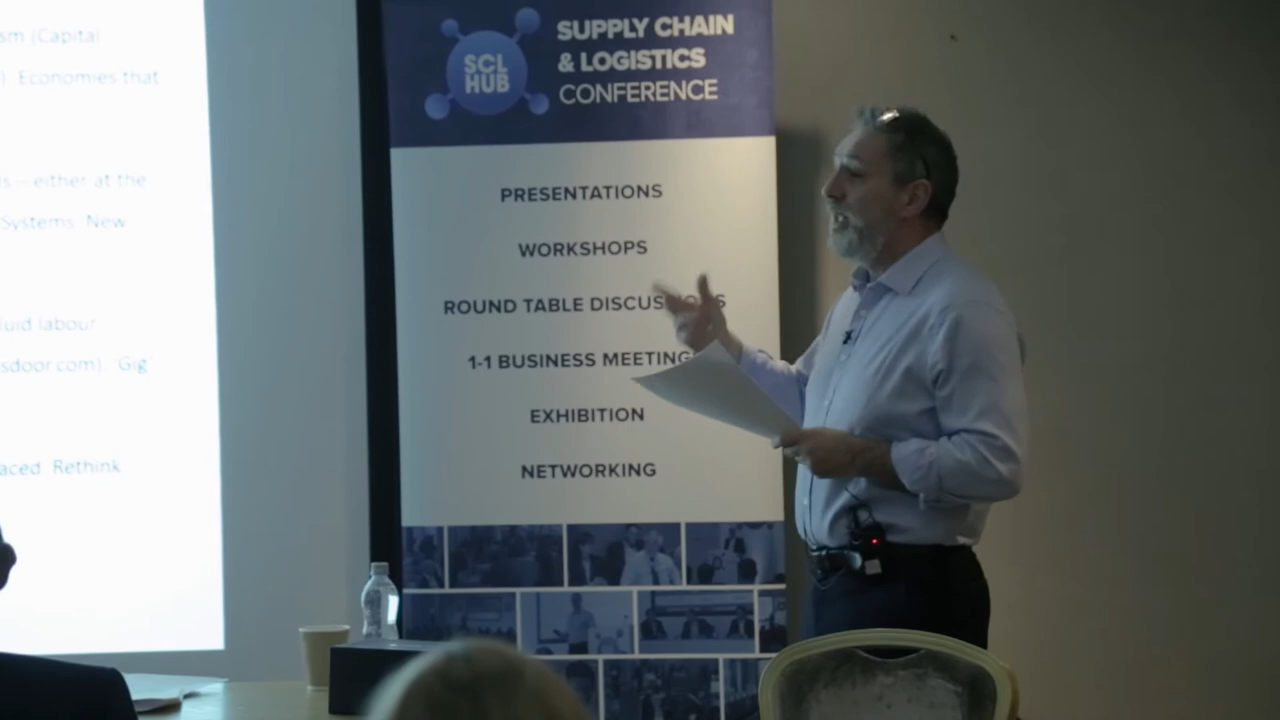 sm (Capital
). Economies that
s – either at the
Systems. New
uid labour
sdoor.com). Gig
aced. Rethink
SCL
HUB
SUPPLY CHAIN
& LOGISTICS
CONFERENCE
PRESENTATIONS
WORKSHOPS
ROUND TABLE DISCUS S
1-1 BUSINESS MEETING
EXHIBITION
NETWORKING